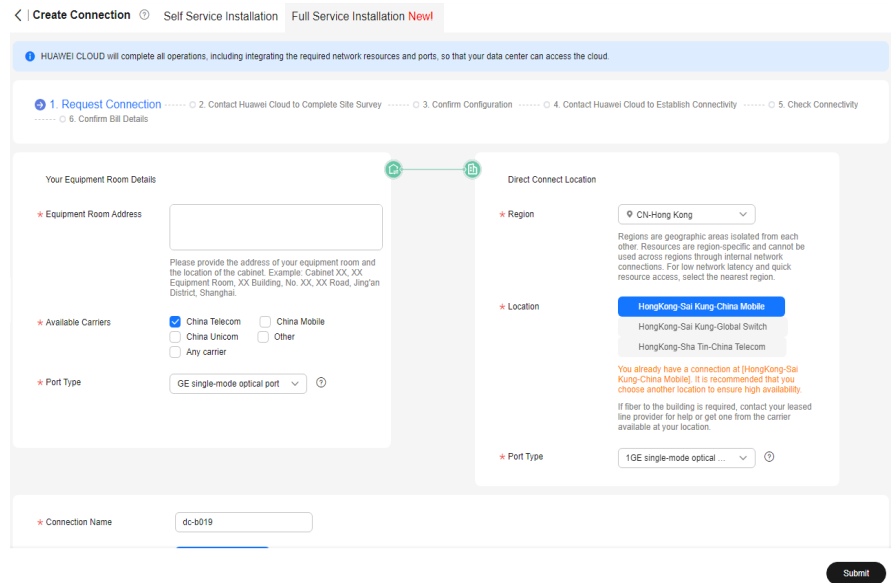 Create Connection Self Service Installation Full Service Installation New!
HUAWEI CLOUD will complete all operations, including integrating the required network resources and ports, so that your data center can access the cloud.
1. Request Connection 2. Contact Huawei Cloud to Complete Site Survey 3. Confirm Configuration 4. Contact Huawei Cloud to Establish Connectivity 5. Check Connectivity
6. Confirm Bill Details
Your Equipment Room Details
* Equipment Room Address
Please provide the address of your equipment room and
the location of the cabinet. Example: Cabinet XX, XX
Equipment Room, XX Building, No. XX, XX Road, Jing'an
District, Shanghai.
* Available Carriers
China Telecom China Mobile
China Unicom Other
Any carrier
* Port Type GE single-mode optical port
Direct Connect Location
* Region CN-Hong Kong
Regions are geographic areas isolated from each
other. Resources are region-specific and cannot be
used across regions through internal network
connections. For low network latency and quick
resource access, select the nearest region.
* Location HongKong-Sai Kung-China Mobile
HongKong-Sai Kung-Global Switch
HongKong-Sha Tin-China Telecom
You already have a connection at [HongKong-Sai
Kung-China Mobile]. It is recommended that you
choose another location to ensure high availability.
If fiber to the building is required, contact your leased
line provider for help or get one from the carrier
available at your location.
* Port Type 1GE single-mode optical ...
* Connection Name dc-b019
Submit